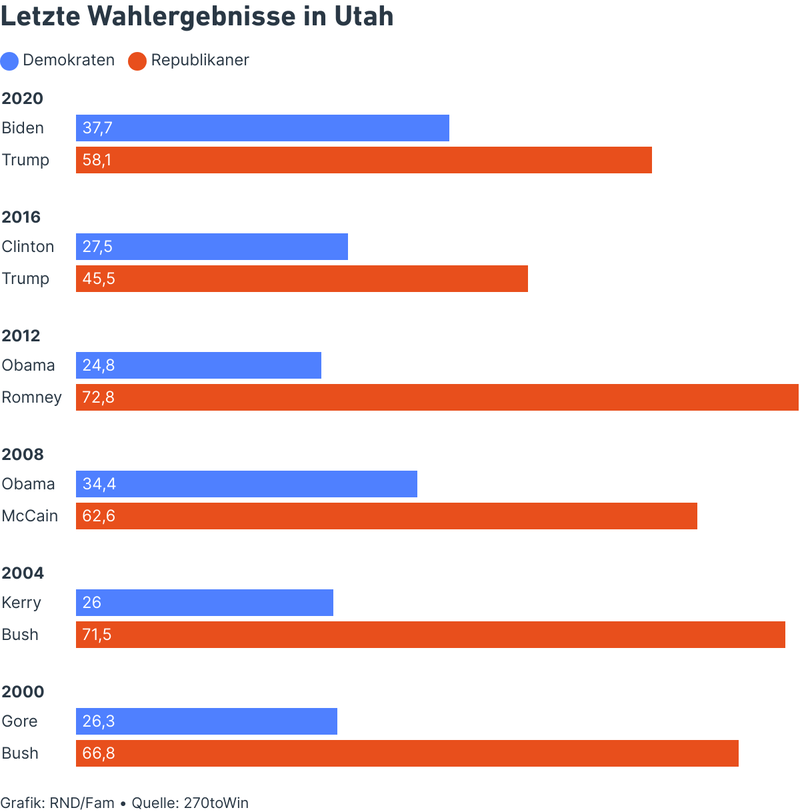 Letzte Wahlergebnisse in Utah
Demokraten Republikaner
2020
Biden 37,7
Trump 58,1
2016
Clinton 27,5
Trump 45,5
2012
Obama 24,8
Romney 72,8
2008
Obama 34,4
McCain 62,6
2004
Kerry 26
Bush 71,5
2000
Gore 26,3
Bush 66,8
Grafik: RND/Fam • Quelle: 270toWin